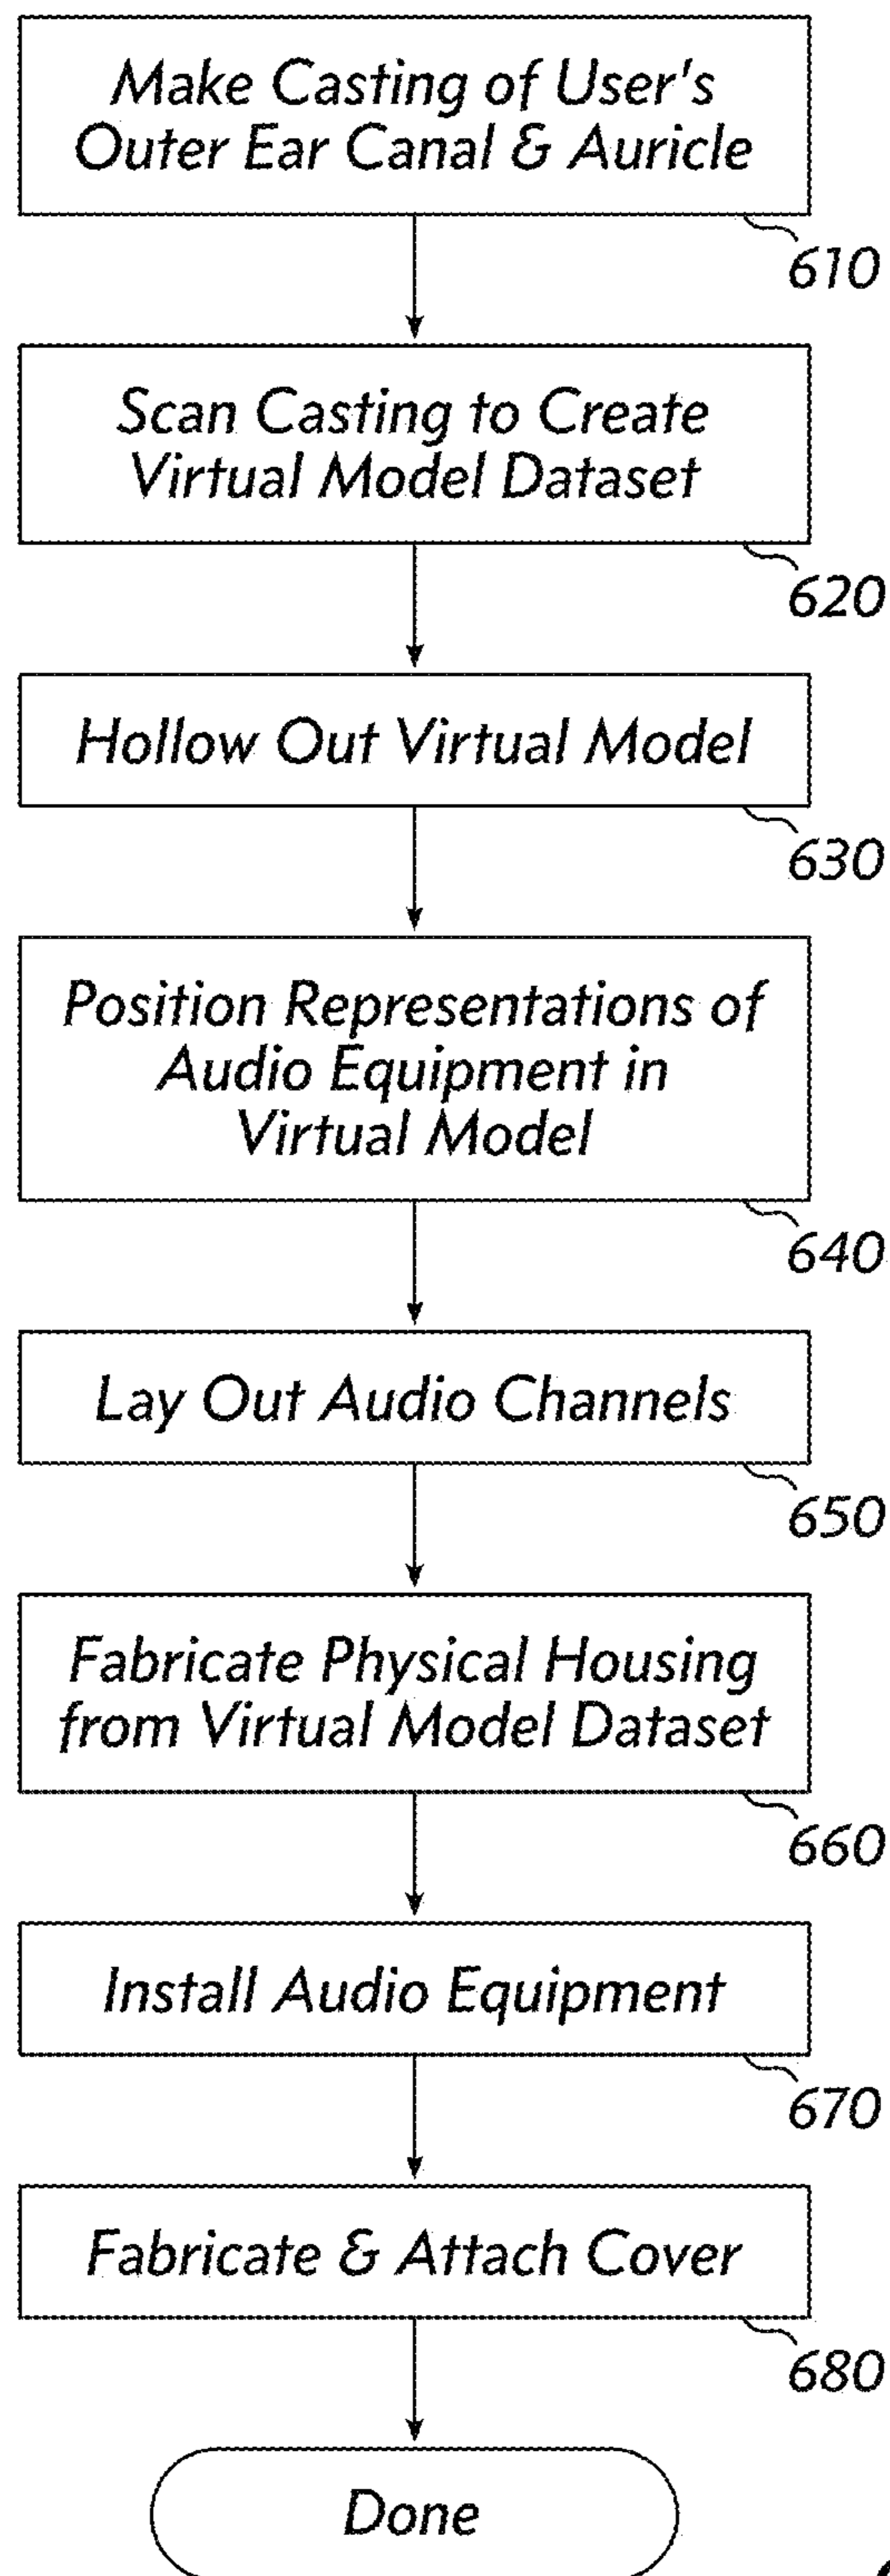 Make Casting of User's
Outer Ear Canal & Auricle
610
Scan Casting to Create
Virtual Model Dataset
620
Hollow Out Virtual Model
630
Position Representations of
Audio Equipment in
Virtual Model
640
Lay Out Audio Channels
650
Fabricate Physical Housing
from Virtual Model Dataset
660
Install Audio Equipment
670
Fabricate & Attach Cover
680
Done